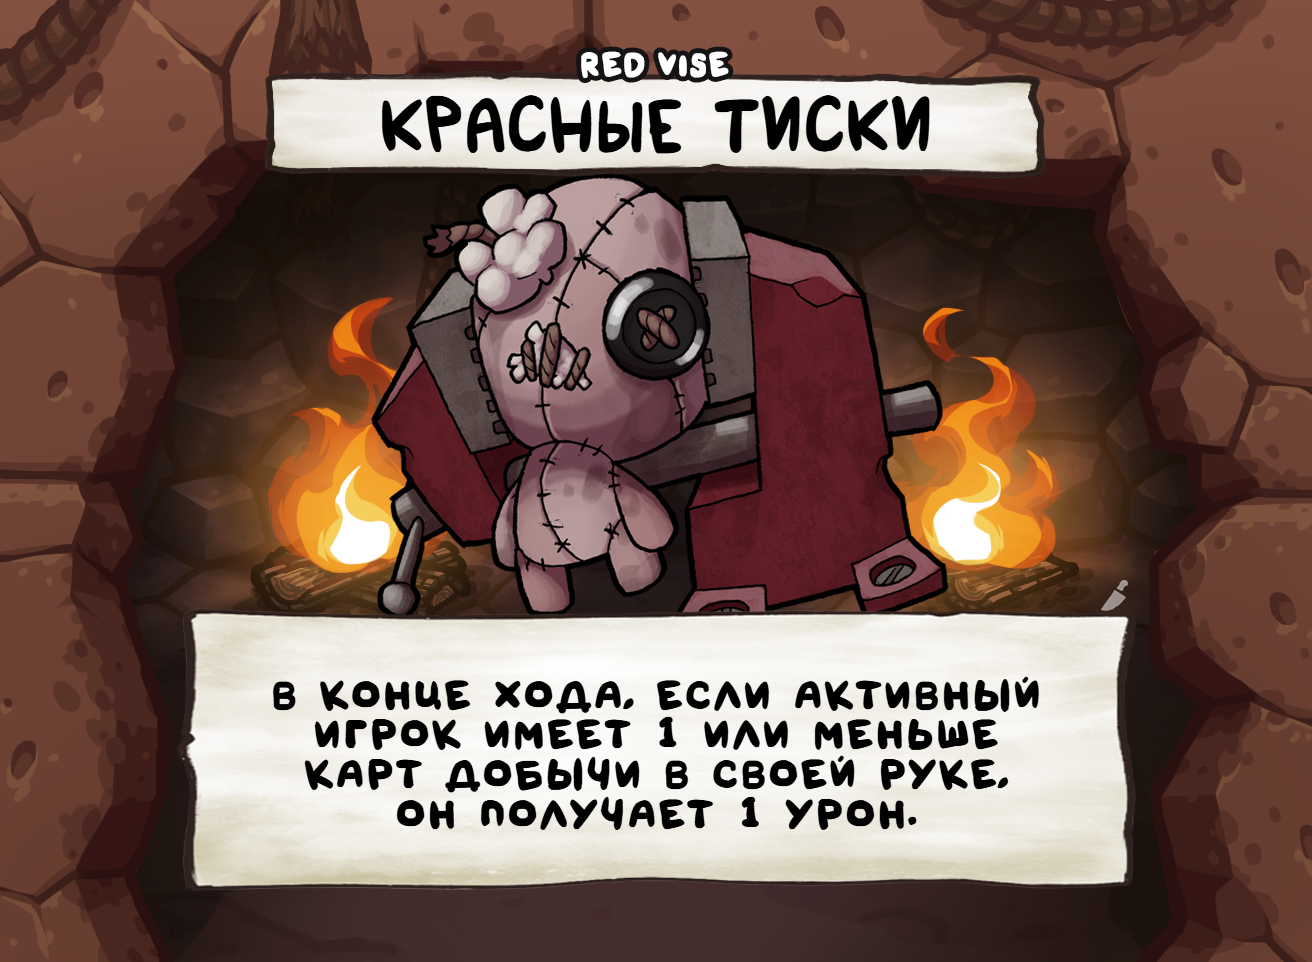 RED VISE
КРАСНЫЕ ТИСКИ
В КОНЦЕ ХОДА, ЕСЛИ АКТИВНЫЙ
ИГРОК ИМЕЕТ 1 ИЛИ МЕНЬШЕ
КАРТ ДОБЫЧИ В СВОЕЙ РУКЕ,
ОН ПОЛУЧАЕТ 1 УРОН.